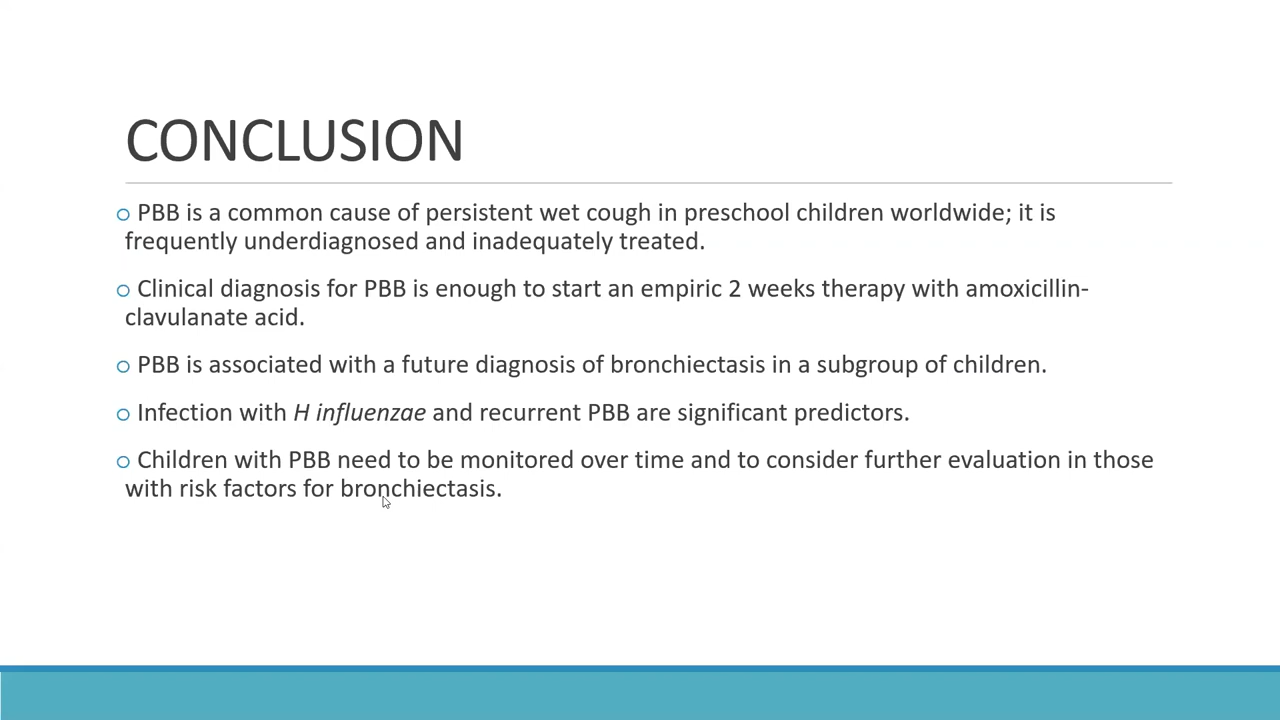 CONCLUSION
o PBB is a common cause of persistent wet cough in preschool children worldwide; it is
frequently underdiagnosed and inadequately treated.
o Clinical diagnosis for PBB is enough to start an empiric 2 weeks therapy with amoxicillin-
clavulanate acid.
o PBB is associated with a future diagnosis of bronchiectasis in a subgroup of children.
o Infection with H influenzae and recurrent PBB are significant predictors.
o Children with PBB need to be monitored over time and to consider further evaluation in those
with risk factors for bronchiectasis.